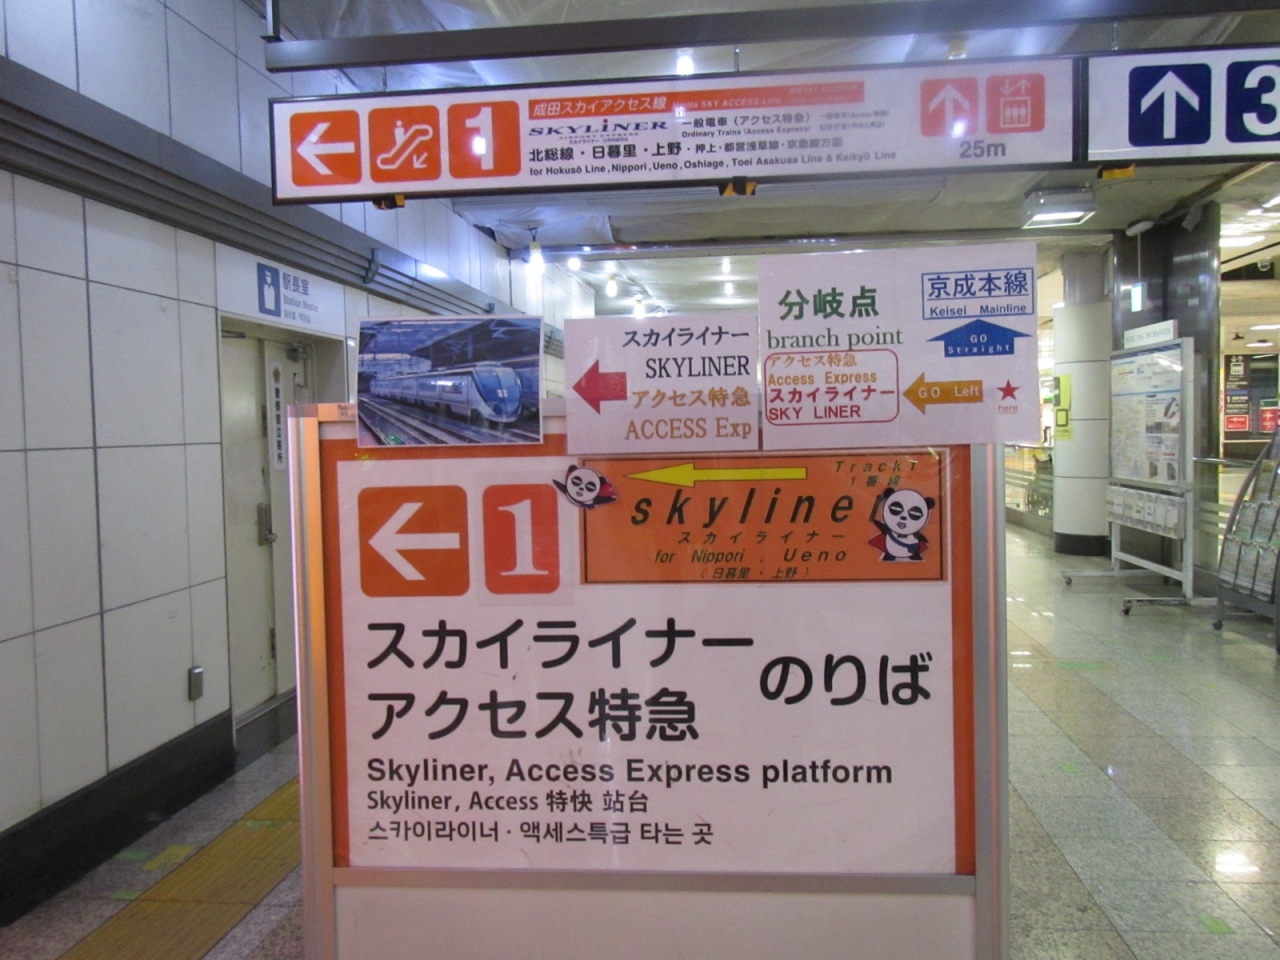 1
成田スカイアクセス線 Narita SKY ACCESS Line
SKYLINER
一般電車（アクセス特急）
Ordinary Trains (Access Express)
北総線・日暮里・上野・押上・都営浅草線・京急線方面
for Hokusō Line, Nippori, Ueno, Oshiage, Toei Asakusa Line & Keikyū Line
25m
3
駅長室
Station Master
スカイライナー
SKYLINER
アクセス特急
ACCESS Exp
分岐点
branch point
アクセス特急
Access Express
スカイライナー
SKY LINER
京成本線
Keisei Mainline
GO
Straight
GO Left
here
1
Track1
1番線
skyliner
スカイライナー
for Nippori . Ueno
(日暮里・上野)
スカイライナー
アクセス特急
のりば
Skyliner, Access Express platform
Skyliner, Access 特快 站台
스카이라이너·액세스특급 타는 곳